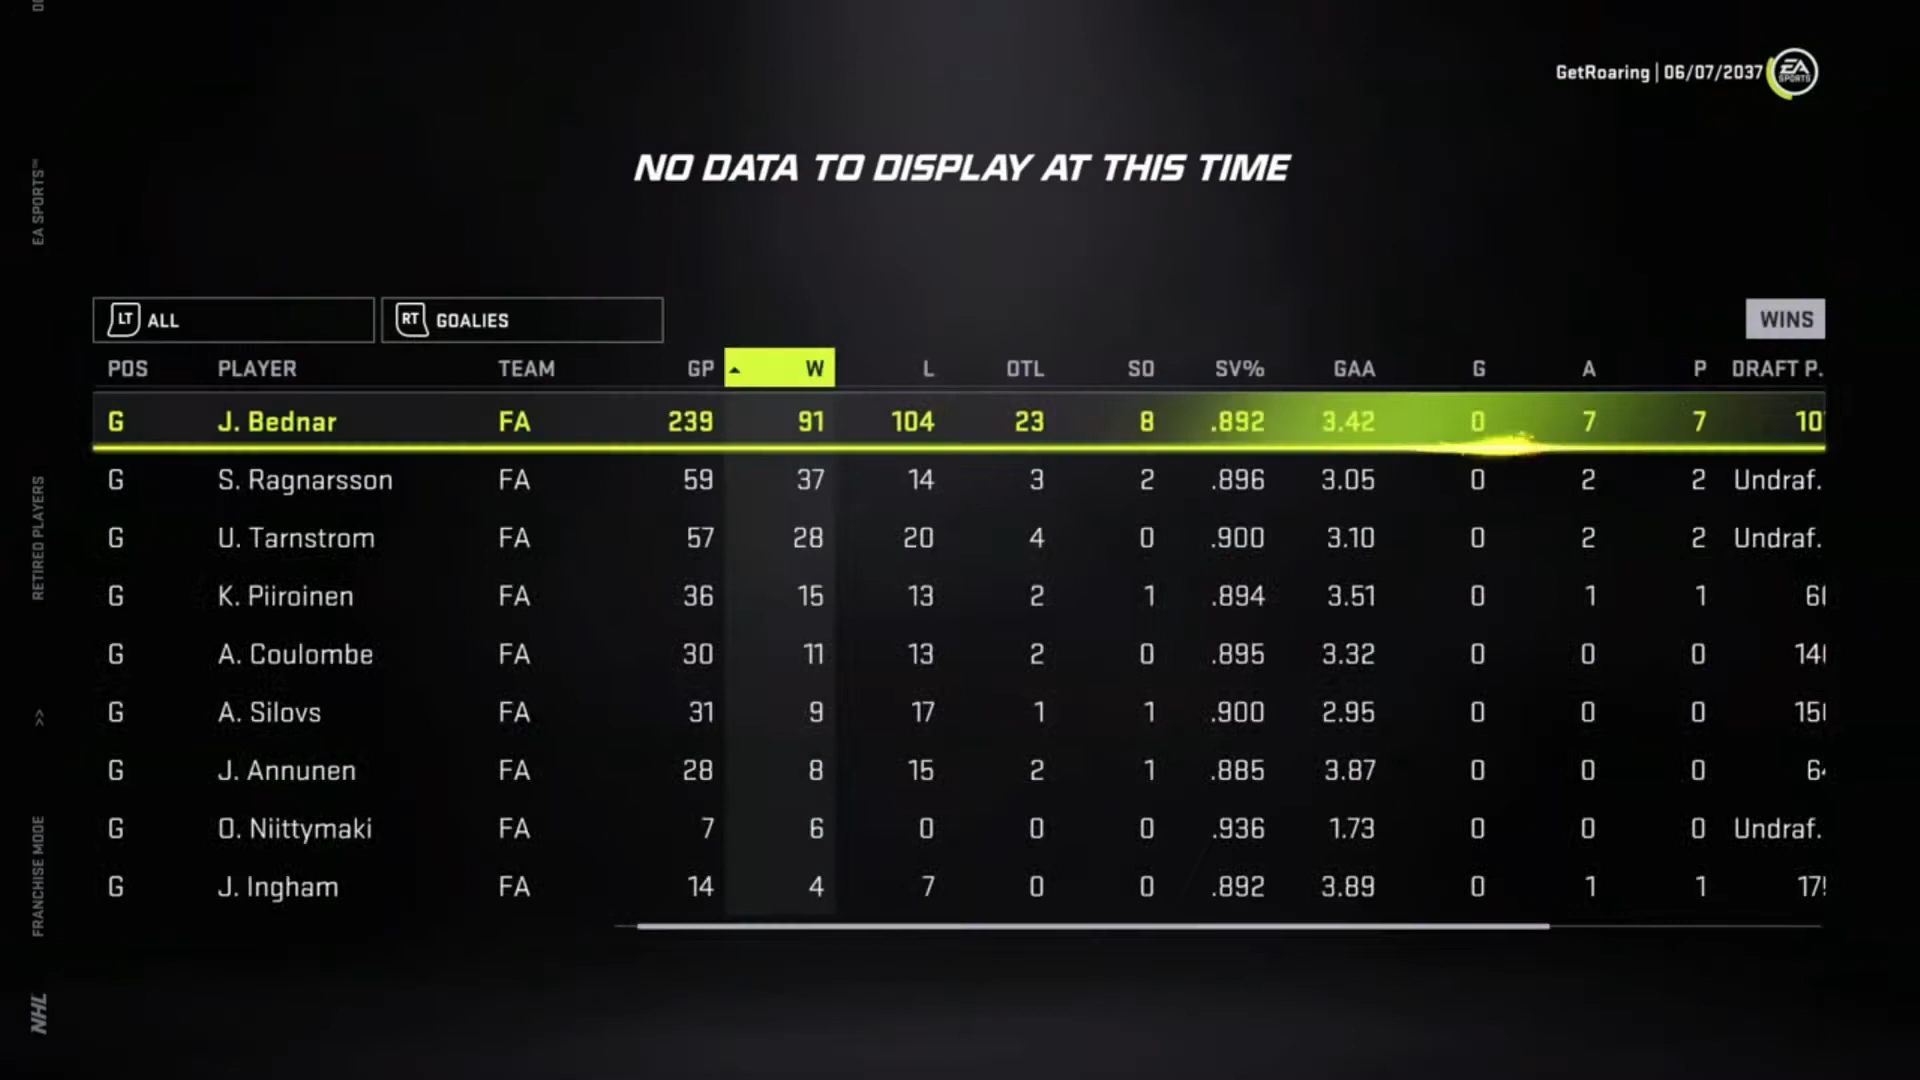 GetRoaring | 06/07/2037
EA SPORTS
NO DATA TO DISPLAY AT THIS TIME
LT ALL RT GOALIES WINS
POS PLAYER TEAM GP W L OTL SO SV% GAA G A P DRAFT P.
G J. Bednar FA 239 91 104 23 8 .892 3.42 0 7 7 10
G S. Ragnarsson FA 59 37 14 3 2 .896 3.05 0 2 2 Undraf.
G U. Tarnstrom FA 57 28 20 4 0 .900 3.10 0 2 2 Undraf.
G K. Piiroinen FA 36 15 13 2 1 .894 3.51 0 1 1 6
G A. Coulombe FA 30 11 13 2 0 .895 3.32 0 0 0 14
G A. Silovs FA 31 9 17 1 1 .900 2.95 0 0 0 15
G J. Annunen FA 28 8 15 2 1 .885 3.87 0 0 0 6
G O. Niittymaki FA 7 6 0 0 0 .936 1.73 0 0 0 Undraf.
G J. Ingham FA 14 4 7 0 0 .892 3.89 0 1 1 17
NHL FRANCHISE MODE >> RETIRED PLAYERS EA SPORTS™